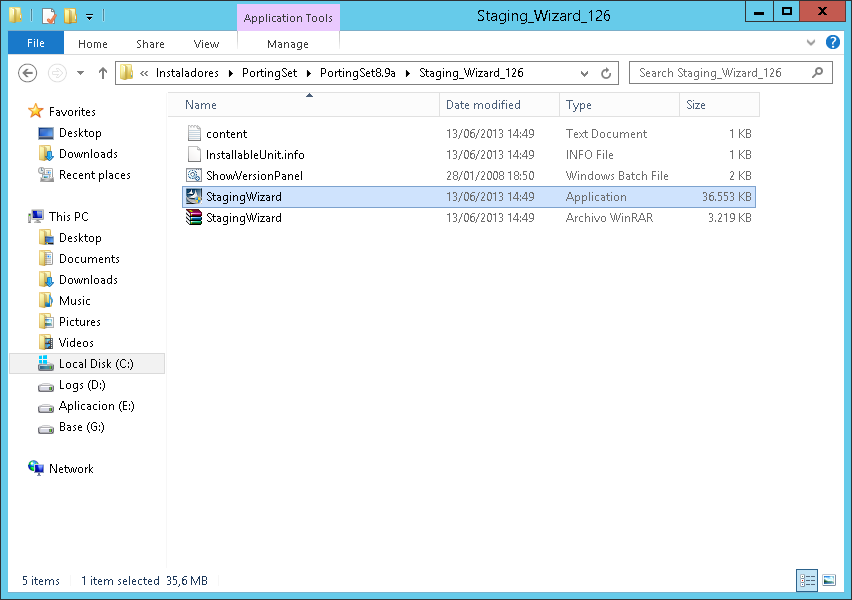 Application Tools
Staging_Wizard_126
File Home Share View Manage
« Instaladores PortingSet PortingSet8.9a Staging_Wizard_126 Search Staging_Wizard_126
Name Date modified Type Size
Favorites
Desktop
Downloads
Recent places
This PC
Desktop
Documents
Downloads
Music
Pictures
Videos
Local Disk (C:)
Logs (D:)
Aplicacion (E:)
Base (G:)
Network
content 13/06/2013 14:49 Text Document 1 KB
InstallableUnit.info 13/06/2013 14:49 INFO File 1 KB
ShowVersionPanel 28/01/2008 18:50 Windows Batch File 2 KB
StagingWizard 13/06/2013 14:49 Application 36.553 KB
StagingWizard 13/06/2013 14:49 Archivo WinRAR 3.219 KB
5 items 1 item selected 35,6 MB